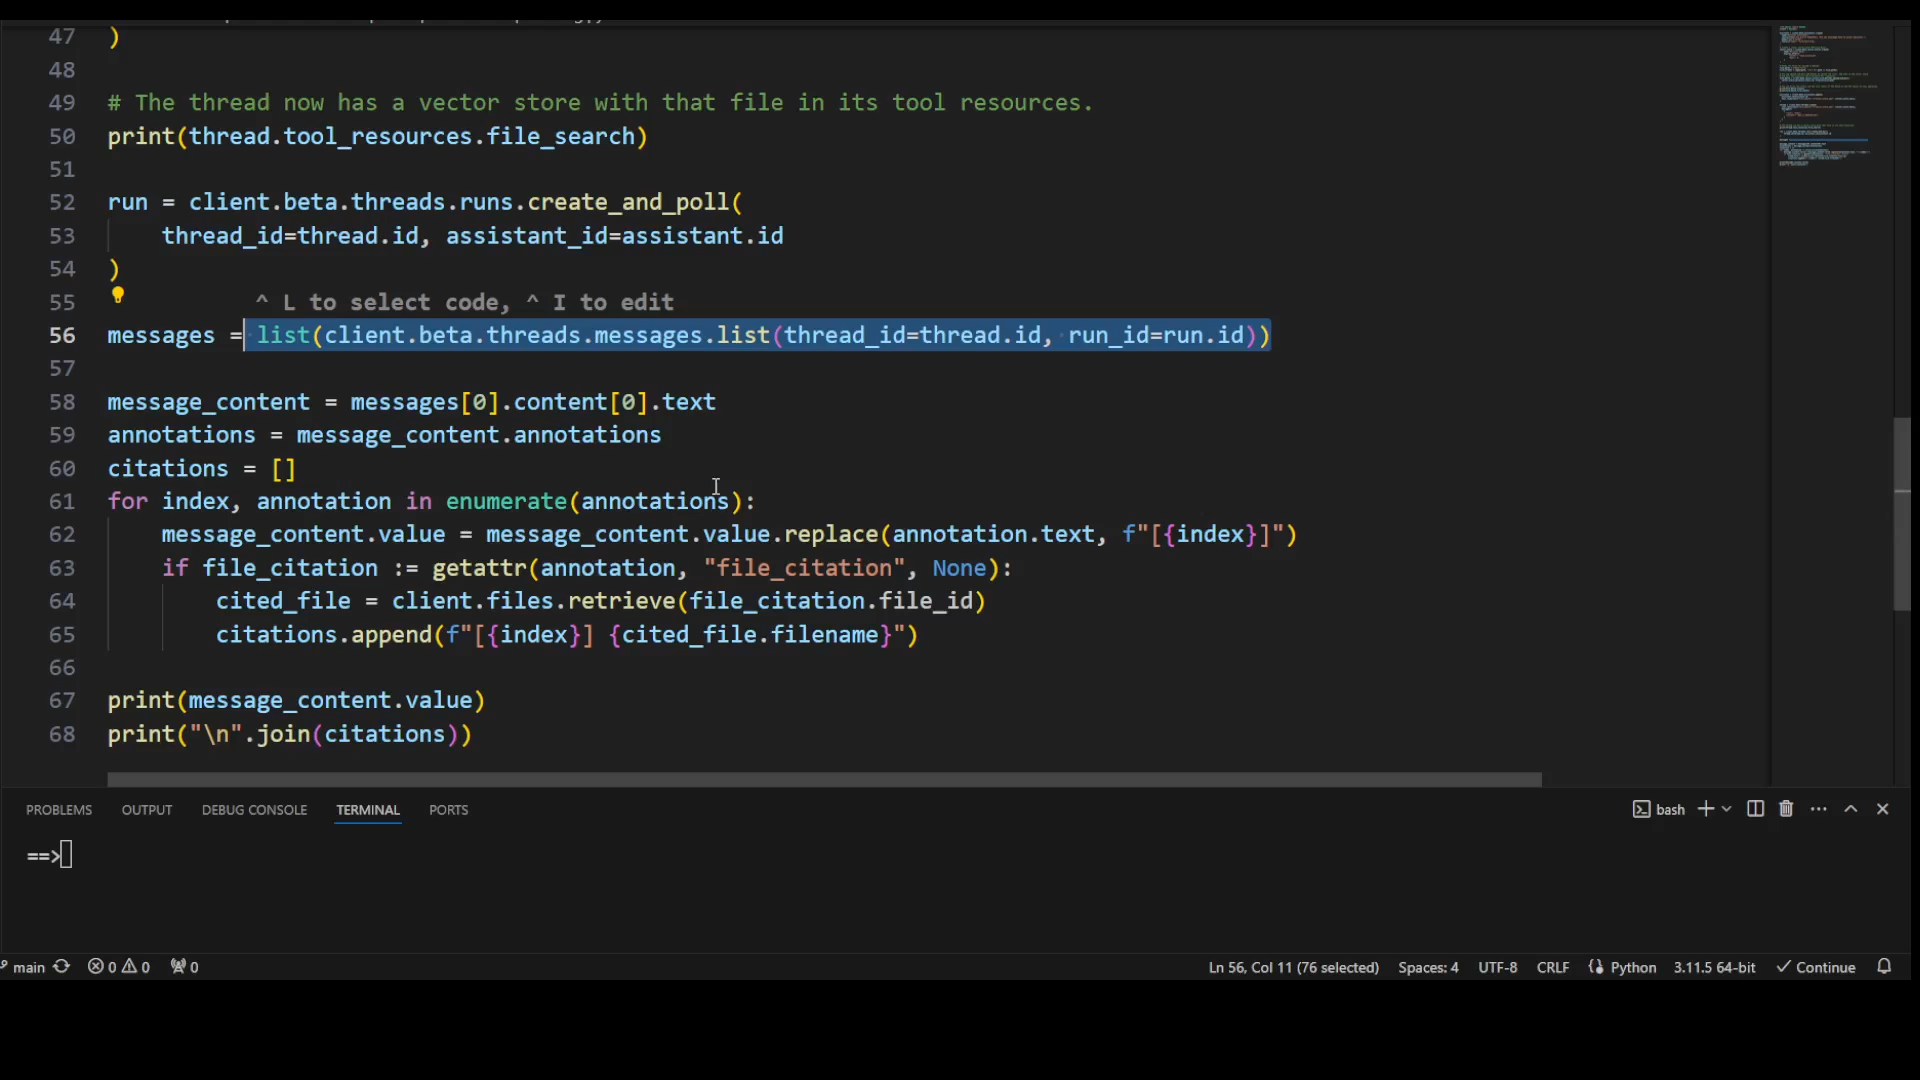 47 )
48
49 # The thread now has a vector store with that file in its tool resources.
50 print(thread.tool_resources.file_search)
51
52 run = client.beta.threads.runs.create_and_poll(
53     thread_id=thread.id, assistant_id=assistant.id
54 )
55 ^ L to select code, ^ I to edit
56 messages = list(client.beta.threads.messages.list(thread_id=thread.id, run_id=run.id))
57
58 message_content = messages[0].content[0].text
59 annotations = message_content.annotations
60 citations = []
61 for index, annotation in enumerate(annotations):
62     message_content.value = message_content.value.replace(annotation.text, f"[{index}]")
63     if file_citation := getattr(annotation, "file_citation", None):
64         cited_file = client.files.retrieve(file_citation.file_id)
65         citations.append(f"[{index}] {cited_file.filename}")
66
67 print(message_content.value)
68 print("\n".join(citations))
PROBLEMS OUTPUT DEBUG CONSOLE TERMINAL PORTS bash
==>
main 0 0 0 Ln 56, Col 11 (76 selected) Spaces: 4 UTF-8 CRLF Python 3.11.5 64-bit Continue